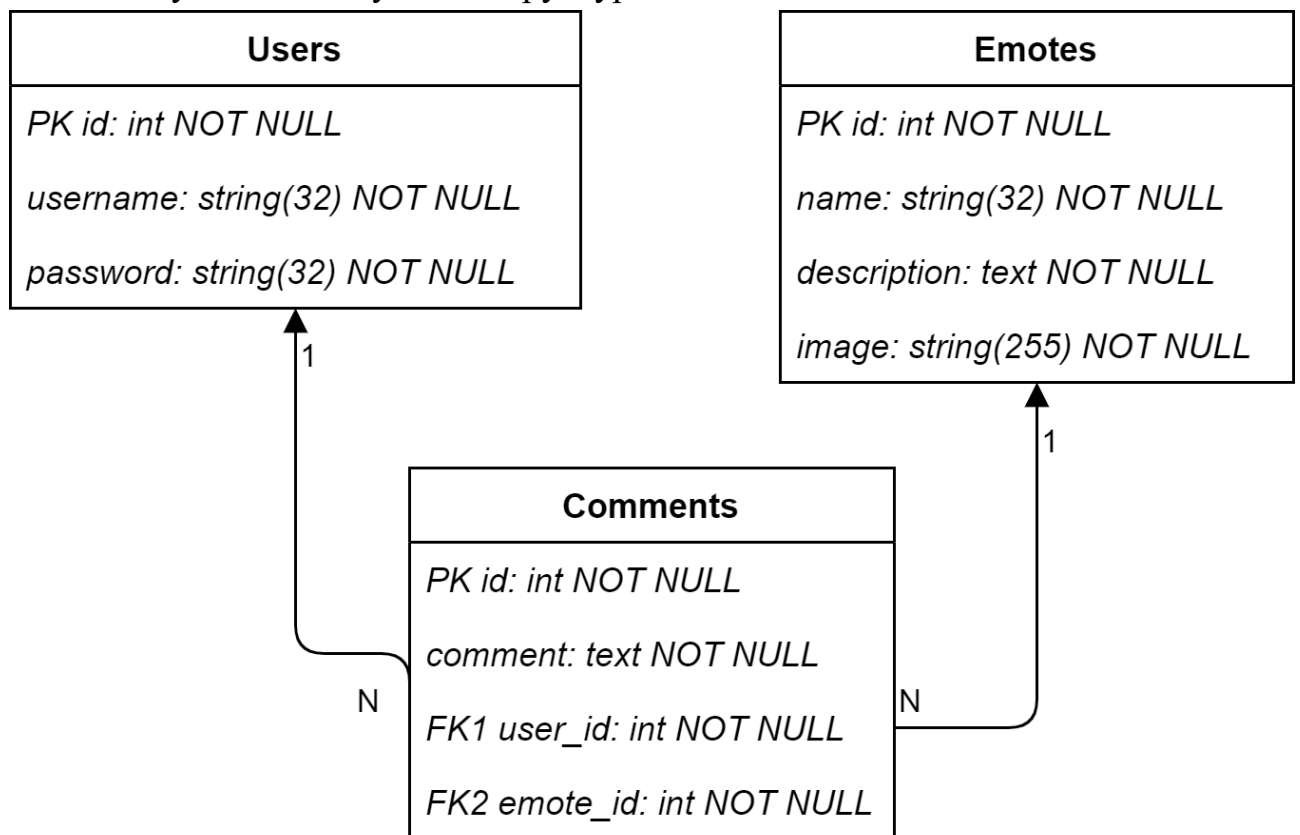 Users
PK id: int NOT NULL
username: string(32) NOT NULL
password: string(32) NOT NULL
Emotes
PK id: int NOT NULL
name: string(32) NOT NULL
description: text NOT NULL
image: string(255) NOT NULL
1
1
Comments
PK id: int NOT NULL
comment: text NOT NULL
FK1 user_id: int NOT NULL
FK2 emote_id: int NOT NULL
N
N